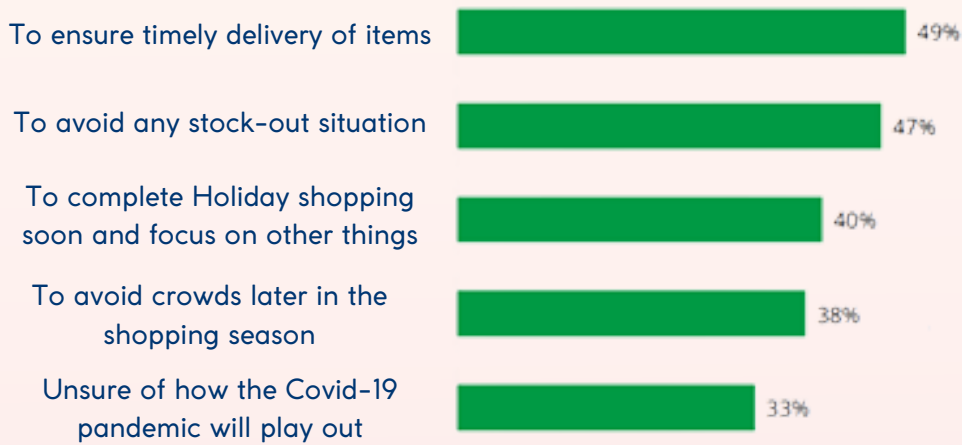 To ensure timely delivery of items
49%
To avoid any stock-out situation
47%
To complete Holiday shopping
soon and focus on other things
40%
To avoid crowds later in the
shopping season
38%
Unsure of how the Covid-19
pandemic will play out
33%